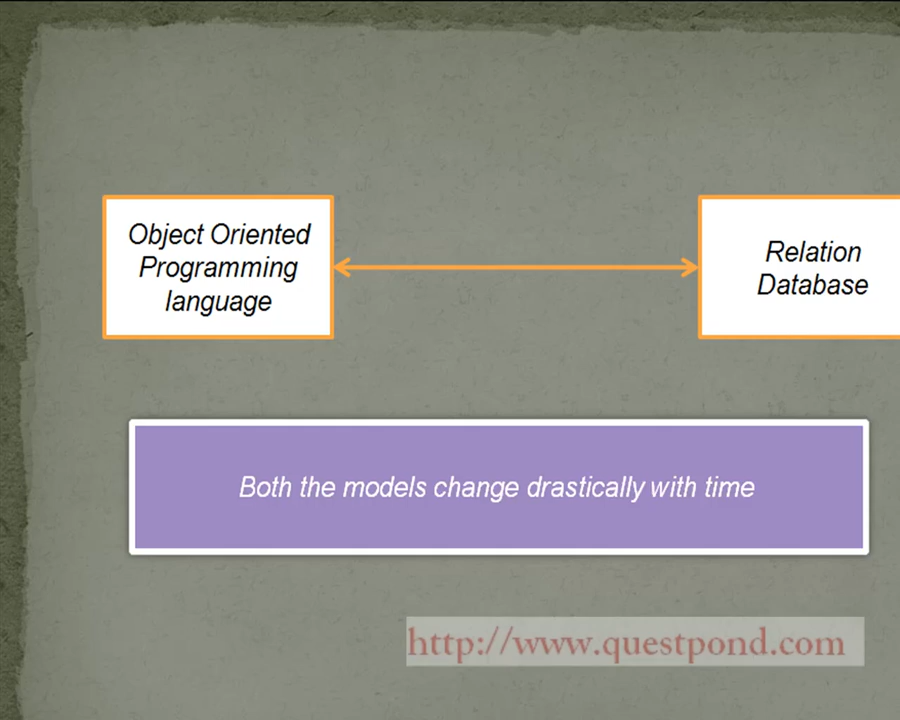 Object Oriented
Programming
language
Relation
Database
Both the models change drastically with time
http://www.questpond.com